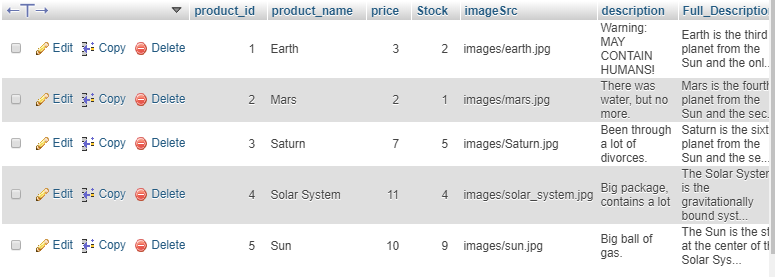 product_id product_name price Stock imageSrc description Full_Description
Edit Copy Delete 1 Earth 3 2 images/earth.jpg Warning: MAY CONTAIN HUMANS! Earth is the third planet from the Sun and the onl...
Edit Copy Delete 2 Mars 2 1 images/mars.jpg There was water, but no more. Mars is the fourth planet from the Sun and the sec...
Edit Copy Delete 3 Saturn 7 5 images/Saturn.jpg Been through a lot of divorces. Saturn is the sixt planet from the Sun and the se...
Edit Copy Delete 4 Solar System 11 4 images/solar_system.jpg Big package, contains a lot The Solar System is the gravitationally bound syst...
Edit Copy Delete 5 Sun 10 9 images/sun.jpg Big ball of gas. The Sun is the st at the center of th Solar Sys...